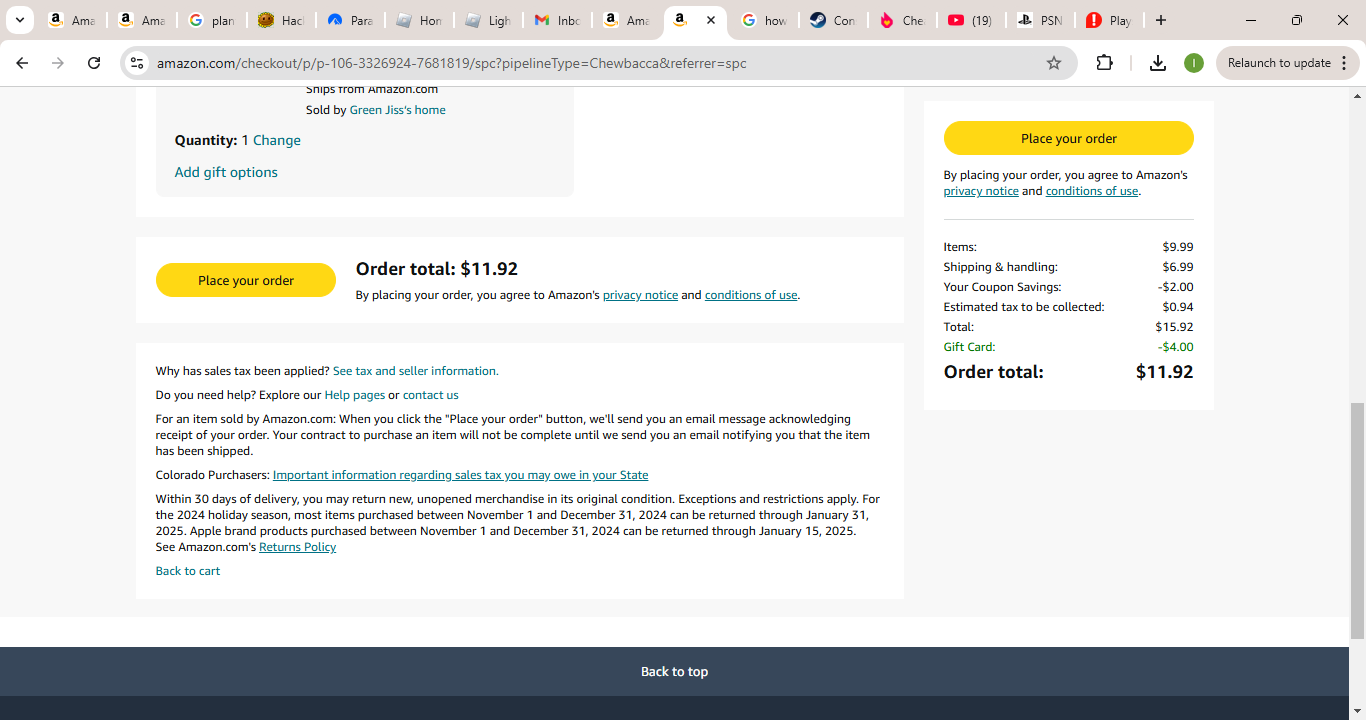 Ama
Ama
plan
Hacl
Para
Hon
Ligh
Inbc
Ama
how
Con
Che
(19)
PSN
Play
amazon.com/checkout/p/p-106-3326924-7681819/spc?pipelineType=Chewbacca&referrer=spc
I
Relaunch to update
Ships from Amazon.com
Sold by Green Jiss's home
Quantity: 1 Change
Add gift options
Place your order
Order total: $11.92
By placing your order, you agree to Amazon's privacy notice and conditions of use.
Why has sales tax been applied? See tax and seller information.
Do you need help? Explore our Help pages or contact us
For an item sold by Amazon.com: When you click the "Place your order" button, we'll send you an email message acknowledging
receipt of your order. Your contract to purchase an item will not be complete until we send you an email notifying you that the item
has been shipped.
Colorado Purchasers: Important information regarding sales tax you may owe in your State
Within 30 days of delivery, you may return new, unopened merchandise in its original condition. Exceptions and restrictions apply. For
the 2024 holiday season, most items purchased between November 1 and December 31, 2024 can be returned through January 31,
2025. Apple brand products purchased between November 1 and December 31, 2024 can be returned through January 15, 2025.
See Amazon.com's Returns Policy
Back to cart
Place your order
By placing your order, you agree to Amazon's
privacy notice and conditions of use.
Items: $9.99
Shipping & handling: $6.99
Your Coupon Savings: -$2.00
Estimated tax to be collected: $0.94
Total: $15.92
Gift Card: -$4.00
Order total: $11.92
Back to top